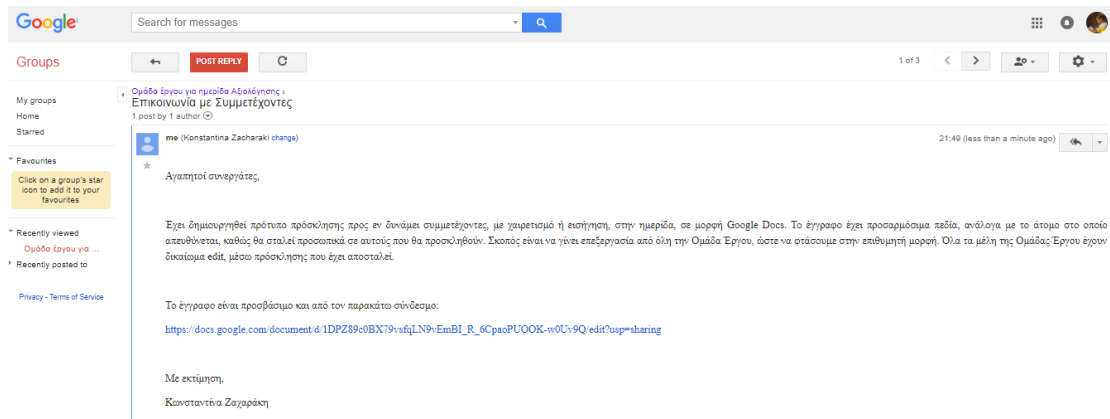 Google
Search for messages
Groups
POST REPLY
1 of 3
My groups
Home
Starred
Favourites
Click on a group's star
icon to add it to your
favourites
Recently viewed
Ομάδα έργου για ...
Recently posted to
Privacy - Terms of Service
Ομάδα έργου για ημερίδα Αξιολόγησης ›
Επικοινωνία με Συμμετέχοντες
1 post by 1 author
me (Konstantina Zacharaki change)
21:49 (less than a minute ago)
Αγαπητοί συνεργάτες,
Έχει δημιουργηθεί πρότυπο πρόσκλησης προς εν δυνάμει συμμετέχοντες, με χαιρετισμό ή εισήγηση, στην ημερίδα, σε μορφή Google Docs. Το έγγραφο έχει προσαρμόσιμα πεδία, ανάλογα με το άτομο στο οποίο
απευθύνεται, καθώς θα σταλεί προσωπικά σε αυτούς που θα προσκληθούν. Σκοπός είναι να γίνει επεξεργασία από όλη την Ομάδα Έργου, ώστε να φτάσουμε στην επιθυμητή μορφή. Όλα τα μέλη της Ομάδας Έργου έχουν
δικαίωμα edit, μέσω πρόσκλησης που έχει αποσταλεί.
Το έγγραφο είναι προσβάσιμο και από τον παρακάτω σύνδεσμο:
https://docs.google.com/document/d/1DPZ89c0BX79vsfqLN9vEmBI_R_6CpaoPUOOK-w0Uv9Q/edit?usp=sharing
Με εκτίμηση,
Κωνσταντίνα Ζαχαράκη